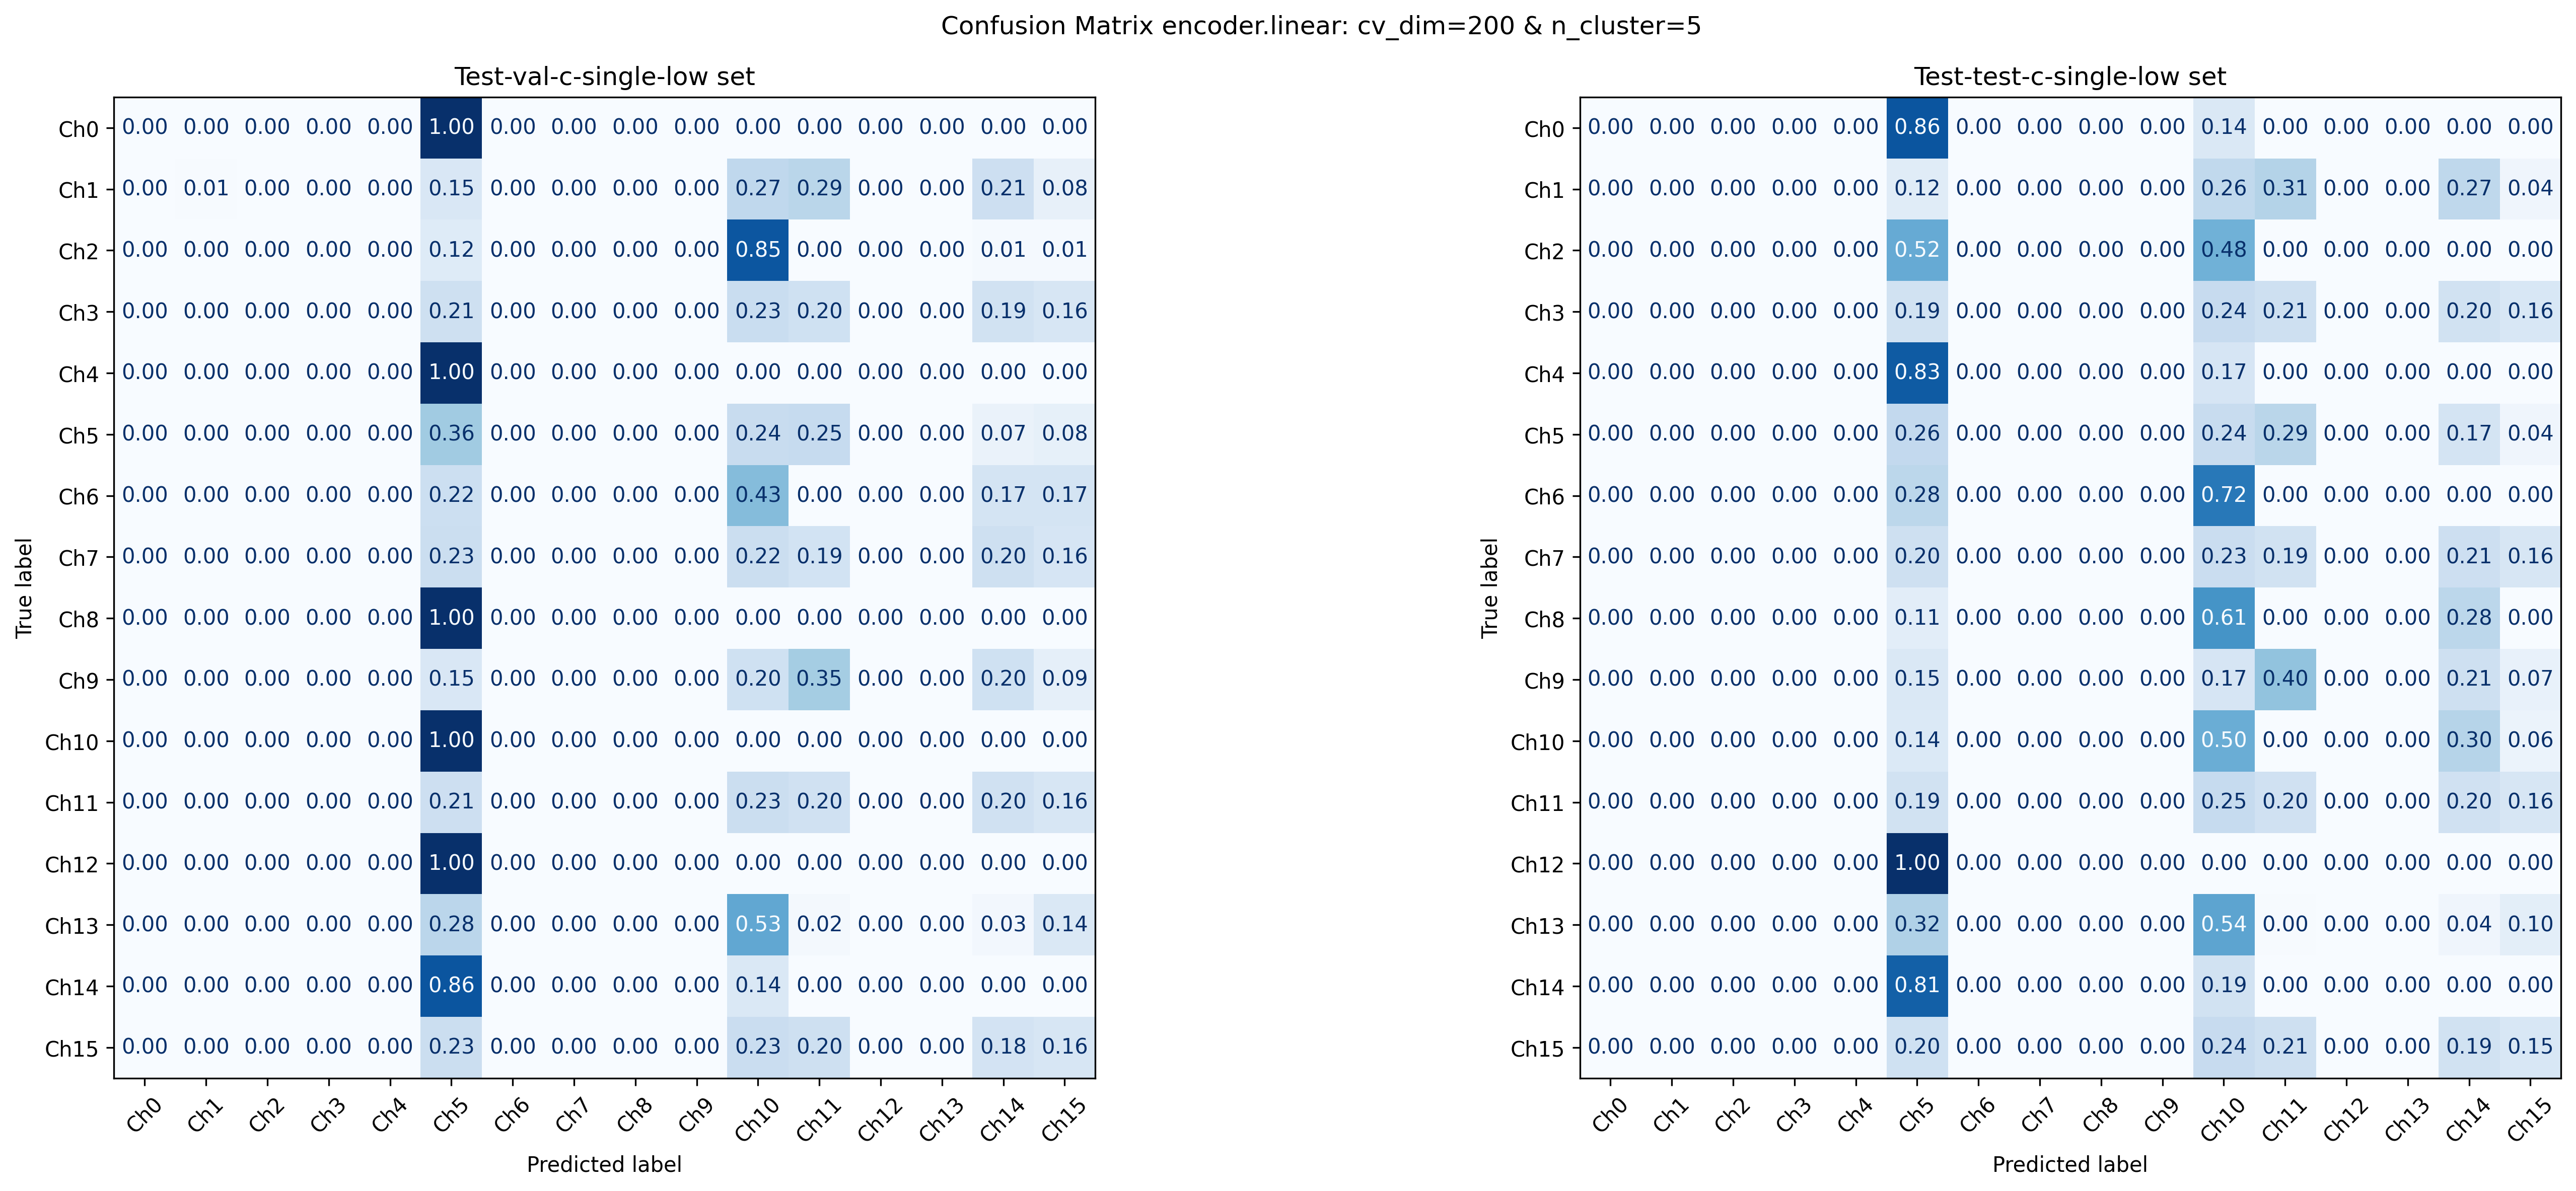 Confusion Matrix encoder.linear: cv_dim=200 & n_cluster=5
Test-val-c-single-low set
True label
Ch0 0.00 0.00 0.00 0.00 0.00 1.00 0.00 0.00 0.00 0.00 0.00 0.00 0.00 0.00 0.00 0.00
Ch1 0.00 0.01 0.00 0.00 0.00 0.15 0.00 0.00 0.00 0.00 0.27 0.29 0.00 0.00 0.21 0.08
Ch2 0.00 0.00 0.00 0.00 0.00 0.12 0.00 0.00 0.00 0.00 0.85 0.00 0.00 0.00 0.01 0.01
Ch3 0.00 0.00 0.00 0.00 0.00 0.21 0.00 0.00 0.00 0.00 0.23 0.20 0.00 0.00 0.19 0.16
Ch4 0.00 0.00 0.00 0.00 0.00 1.00 0.00 0.00 0.00 0.00 0.00 0.00 0.00 0.00 0.00 0.00
Ch5 0.00 0.00 0.00 0.00 0.00 0.36 0.00 0.00 0.00 0.00 0.24 0.25 0.00 0.00 0.07 0.08
Ch6 0.00 0.00 0.00 0.00 0.00 0.22 0.00 0.00 0.00 0.00 0.43 0.00 0.00 0.00 0.17 0.17
Ch7 0.00 0.00 0.00 0.00 0.00 0.23 0.00 0.00 0.00 0.00 0.22 0.19 0.00 0.00 0.20 0.16
Ch8 0.00 0.00 0.00 0.00 0.00 1.00 0.00 0.00 0.00 0.00 0.00 0.00 0.00 0.00 0.00 0.00
Ch9 0.00 0.00 0.00 0.00 0.00 0.15 0.00 0.00 0.00 0.00 0.20 0.35 0.00 0.00 0.20 0.09
Ch10 0.00 0.00 0.00 0.00 0.00 1.00 0.00 0.00 0.00 0.00 0.00 0.00 0.00 0.00 0.00 0.00
Ch11 0.00 0.00 0.00 0.00 0.00 0.21 0.00 0.00 0.00 0.00 0.23 0.20 0.00 0.00 0.20 0.16
Ch12 0.00 0.00 0.00 0.00 0.00 1.00 0.00 0.00 0.00 0.00 0.00 0.00 0.00 0.00 0.00 0.00
Ch13 0.00 0.00 0.00 0.00 0.00 0.28 0.00 0.00 0.00 0.00 0.53 0.02 0.00 0.00 0.03 0.14
Ch14 0.00 0.00 0.00 0.00 0.00 0.86 0.00 0.00 0.00 0.00 0.14 0.00 0.00 0.00 0.00 0.00
Ch15 0.00 0.00 0.00 0.00 0.00 0.23 0.00 0.00 0.00 0.00 0.23 0.20 0.00 0.00 0.18 0.16
Ch0 Ch1 Ch2 Ch3 Ch4 Ch5 Ch6 Ch7 Ch8 Ch9 Ch10 Ch11 Ch12 Ch13 Ch14 Ch15
Predicted label
Test-test-c-single-low set
True label
Ch0 0.00 0.00 0.00 0.00 0.00 0.86 0.00 0.00 0.00 0.00 0.14 0.00 0.00 0.00 0.00 0.00
Ch1 0.00 0.00 0.00 0.00 0.00 0.12 0.00 0.00 0.00 0.00 0.26 0.31 0.00 0.00 0.27 0.04
Ch2 0.00 0.00 0.00 0.00 0.00 0.52 0.00 0.00 0.00 0.00 0.48 0.00 0.00 0.00 0.00 0.00
Ch3 0.00 0.00 0.00 0.00 0.00 0.19 0.00 0.00 0.00 0.00 0.24 0.21 0.00 0.00 0.20 0.16
Ch4 0.00 0.00 0.00 0.00 0.00 0.83 0.00 0.00 0.00 0.00 0.17 0.00 0.00 0.00 0.00 0.00
Ch5 0.00 0.00 0.00 0.00 0.00 0.26 0.00 0.00 0.00 0.00 0.24 0.29 0.00 0.00 0.17 0.04
Ch6 0.00 0.00 0.00 0.00 0.00 0.28 0.00 0.00 0.00 0.00 0.72 0.00 0.00 0.00 0.00 0.00
Ch7 0.00 0.00 0.00 0.00 0.00 0.20 0.00 0.00 0.00 0.00 0.23 0.19 0.00 0.00 0.21 0.16
Ch8 0.00 0.00 0.00 0.00 0.00 0.11 0.00 0.00 0.00 0.00 0.61 0.00 0.00 0.00 0.28 0.00
Ch9 0.00 0.00 0.00 0.00 0.00 0.15 0.00 0.00 0.00 0.00 0.17 0.40 0.00 0.00 0.21 0.07
Ch10 0.00 0.00 0.00 0.00 0.00 0.14 0.00 0.00 0.00 0.00 0.50 0.00 0.00 0.00 0.30 0.06
Ch11 0.00 0.00 0.00 0.00 0.00 0.19 0.00 0.00 0.00 0.00 0.25 0.20 0.00 0.00 0.20 0.16
Ch12 0.00 0.00 0.00 0.00 0.00 1.00 0.00 0.00 0.00 0.00 0.00 0.00 0.00 0.00 0.00 0.00
Ch13 0.00 0.00 0.00 0.00 0.00 0.32 0.00 0.00 0.00 0.00 0.54 0.00 0.00 0.00 0.04 0.10
Ch14 0.00 0.00 0.00 0.00 0.00 0.81 0.00 0.00 0.00 0.00 0.19 0.00 0.00 0.00 0.00 0.00
Ch15 0.00 0.00 0.00 0.00 0.00 0.20 0.00 0.00 0.00 0.00 0.24 0.21 0.00 0.00 0.19 0.15
Ch0 Ch1 Ch2 Ch3 Ch4 Ch5 Ch6 Ch7 Ch8 Ch9 Ch10 Ch11 Ch12 Ch13 Ch14 Ch15
Predicted label